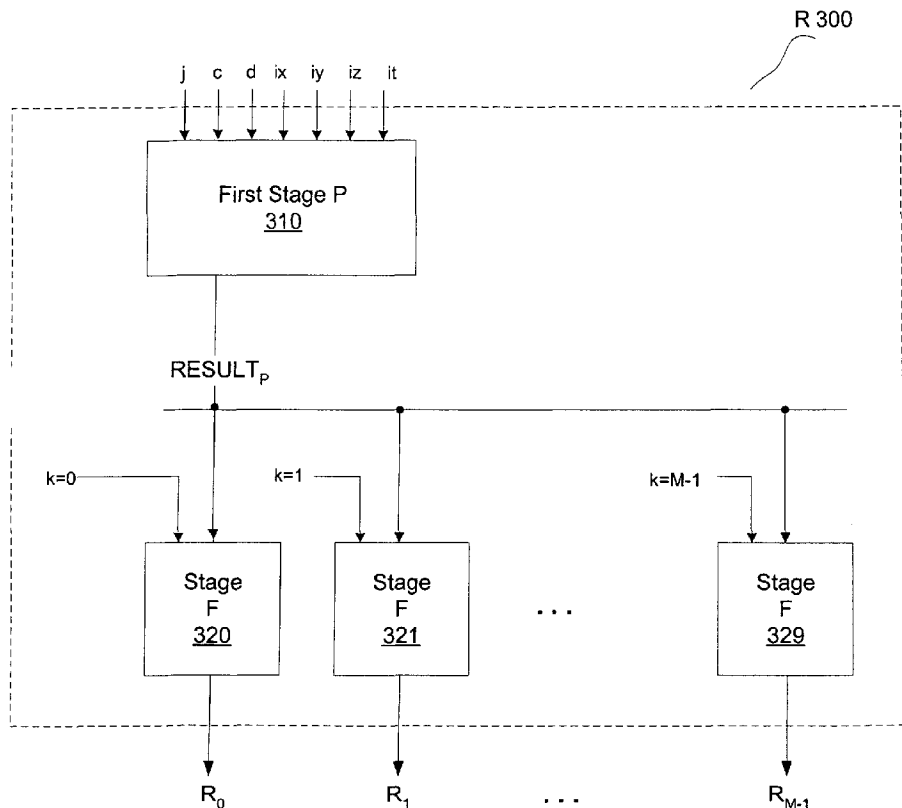 R 300
j c d ix iy iz it
First Stage P
310
RESULT_P
k=0 k=1 k=M-1
Stage Stage Stage
F F . . . F
320 321 329
R_0 R_1 . . . R_{M-1}